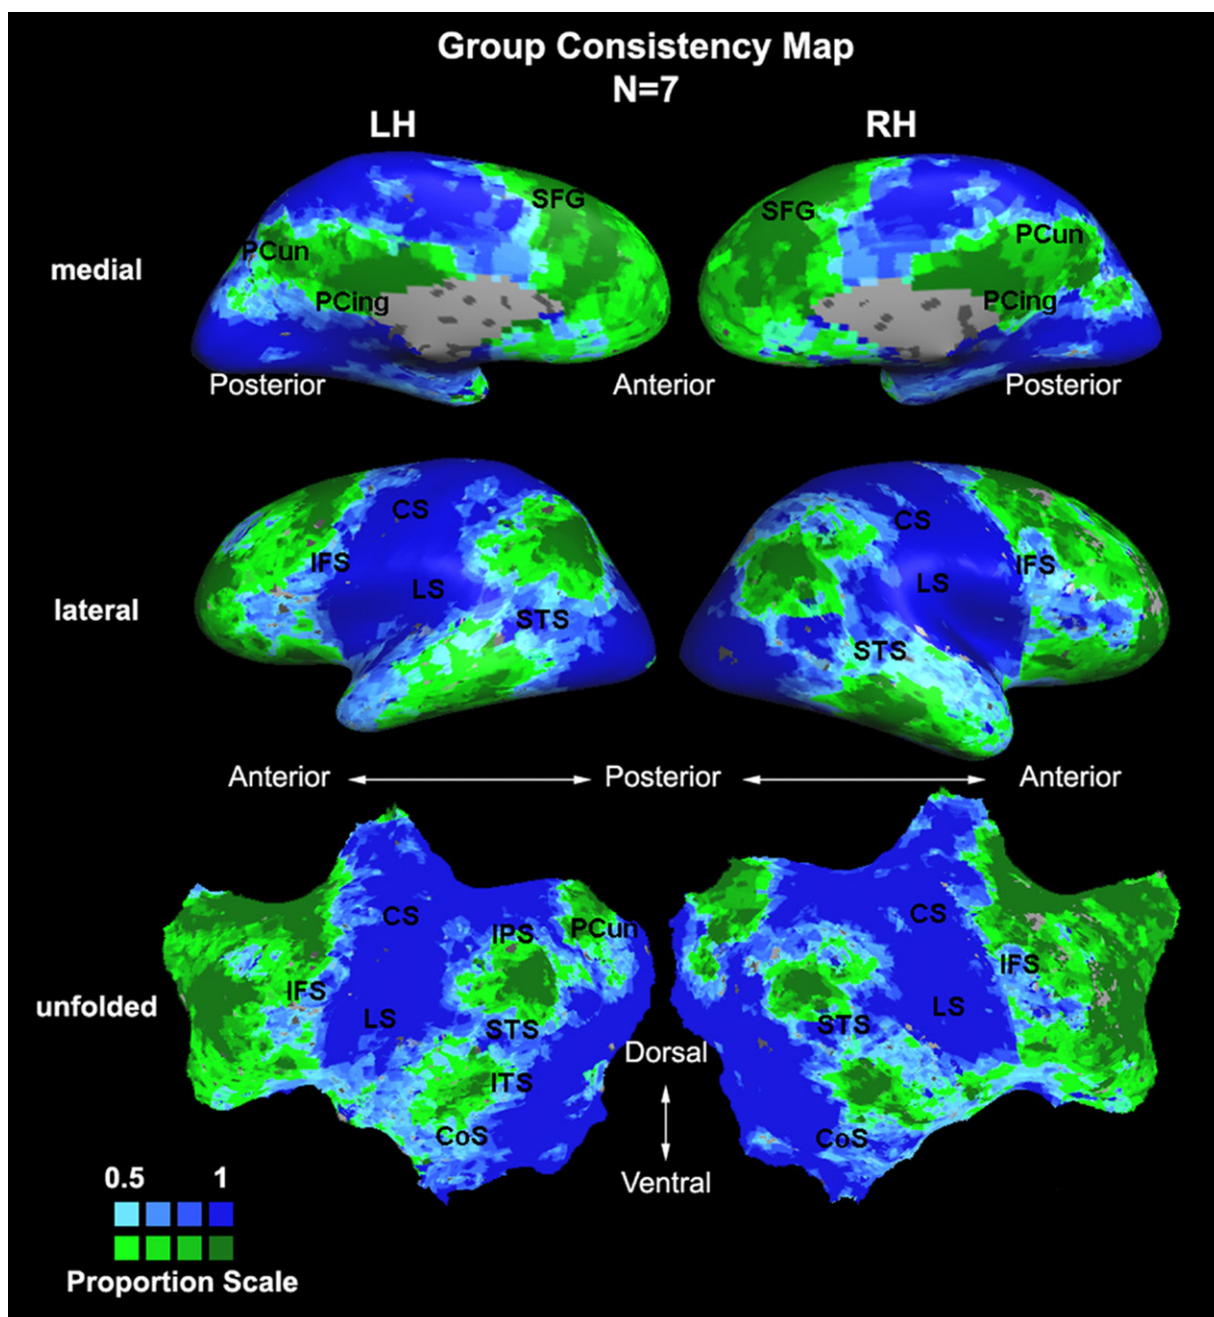 Group Consistency Map
N=7
LH RH
medial
SFG SFG
PCun PCun
PCing PCing
Posterior Anterior Posterior
lateral
CS CS
IFS IFS
LS LS
STS STS
Anterior Posterior Anterior
unfolded
CS IPS PCun CS
IFS IFS
LS STS STS LS
Dorsal
ITS
CoS CoS
Ventral
0.5 1
Proportion Scale